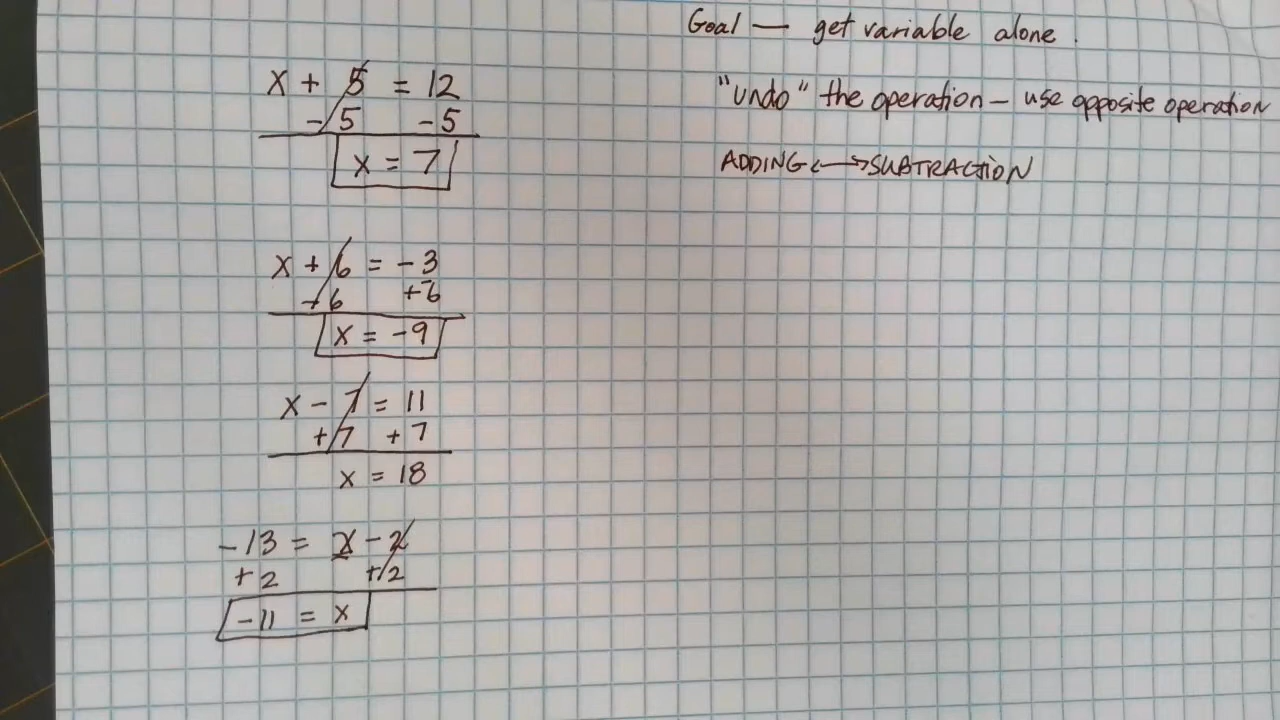 Goal — get variable alone.
"undo" the operation – use opposite operation
ADDING <—> SUBTRACTION
x + 5 = 12
-5 -5
x = 7
x + 6 = -3
-6 +-6
x = -9
x - 7 = 11
+7 +7
x = 18
-13 = x - 2
+2 +2
-11 = x